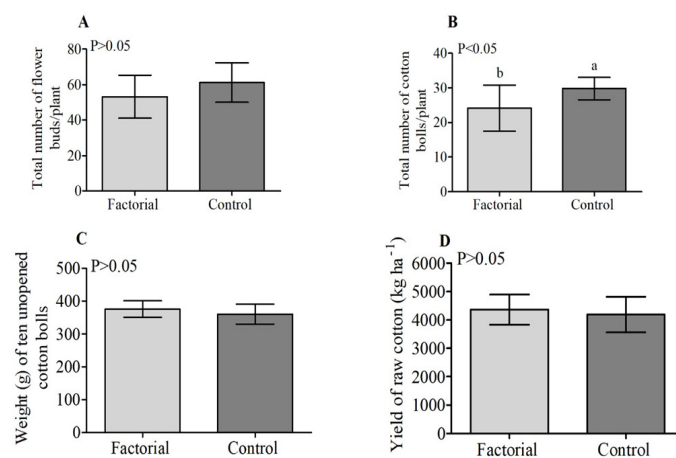 A
P>0.05
Total number of flower
buds/plant
80
60
40
20
0
Factorial Control
B
P<0.05
Total number of cotton
bolls/plant
40
30
20
10
0
b a
Factorial Control
C
P>0.05
Weight (g) of ten unopened
cotton bolls
500
400
300
200
100
0
Factorial Control
D
P>0.05
Yield of raw cotton (kg ha⁻¹)
6000
5000
4000
3000
2000
1000
0
Factorial Control